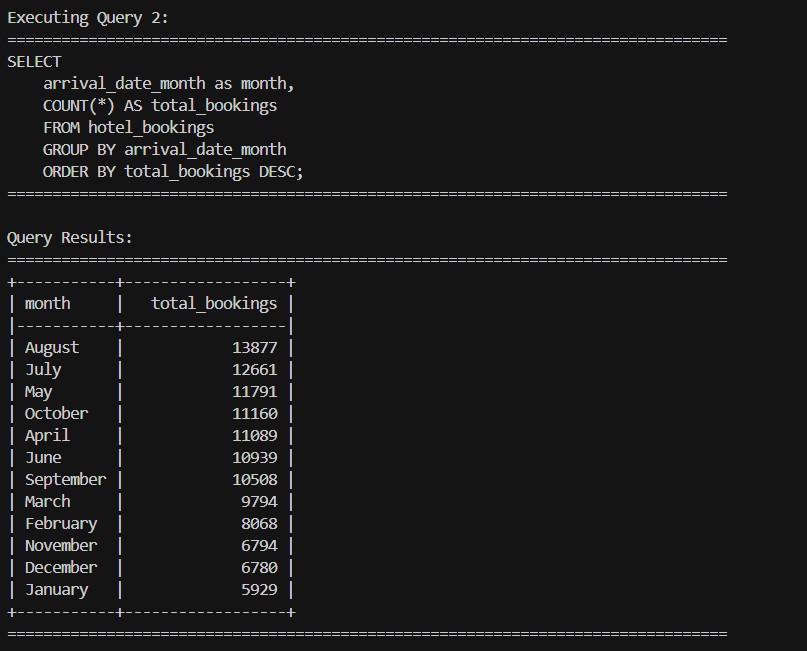 Executing Query 2:
================================================================================
SELECT
    arrival_date_month as month,
    COUNT(*) AS total_bookings
    FROM hotel_bookings
    GROUP BY arrival_date_month
    ORDER BY total_bookings DESC;
================================================================================

Query Results:
================================================================================
+-----------+------------------+
| month     |   total_bookings |
|-----------+------------------|
| August    |            13877 |
| July      |            12661 |
| May       |            11791 |
| October   |            11160 |
| April     |            11089 |
| June      |            10939 |
| September |            10508 |
| March     |             9794 |
| February  |             8068 |
| November  |             6794 |
| December  |             6780 |
| January   |             5929 |
+-----------+------------------+
================================================================================